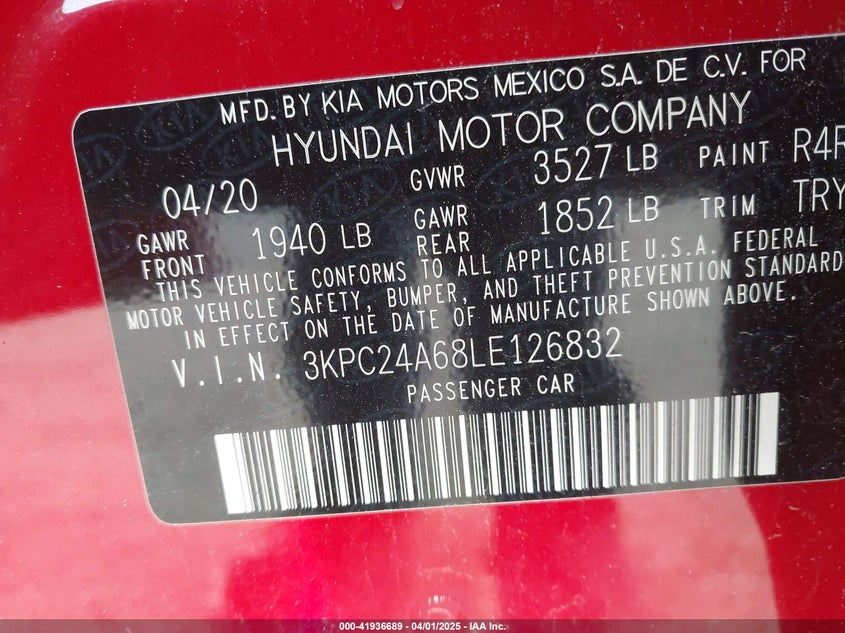 MFD. BY KIA MOTORS MEXICO S.A. DE C.V. FOR
HYUNDAI MOTOR COMPANY
04/20 GVWR 3527 LB PAINT R4R
GAWR FRONT 1940 LB GAWR REAR 1852 LB TRIM TRY
THIS VEHICLE CONFORMS TO ALL APPLICABLE U.S.A. FEDERAL
MOTOR VEHICLE SAFETY, BUMPER, AND THEFT PREVENTION STANDARD
IN EFFECT ON THE DATE OF MANUFACTURE SHOWN ABOVE.
V.I.N. 3KPC24A68LE126832
PASSENGER CAR
000-41936689 - 04/01/2025 - IAA Inc.